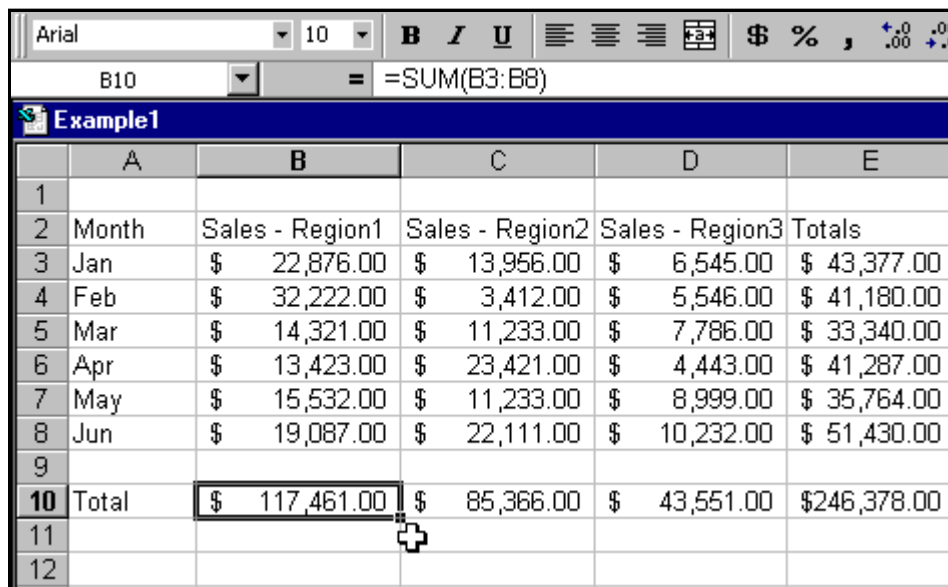 Arial 10 B I U $ % , .0 .00 .0
B10 = =SUM(B3:B8)
Example1
A B C D E
1
2 Month Sales - Region1 Sales - Region2 Sales - Region3 Totals
3 Jan $ 22,876.00 $ 13,956.00 $ 6,545.00 $ 43,377.00
4 Feb $ 32,222.00 $ 3,412.00 $ 5,546.00 $ 41,180.00
5 Mar $ 14,321.00 $ 11,233.00 $ 7,786.00 $ 33,340.00
6 Apr $ 13,423.00 $ 23,421.00 $ 4,443.00 $ 41,287.00
7 May $ 15,532.00 $ 11,233.00 $ 8,999.00 $ 35,764.00
8 Jun $ 19,087.00 $ 22,111.00 $ 10,232.00 $ 51,430.00
9
10 Total $ 117,461.00 $ 85,366.00 $ 43,551.00 $246,378.00
11
12